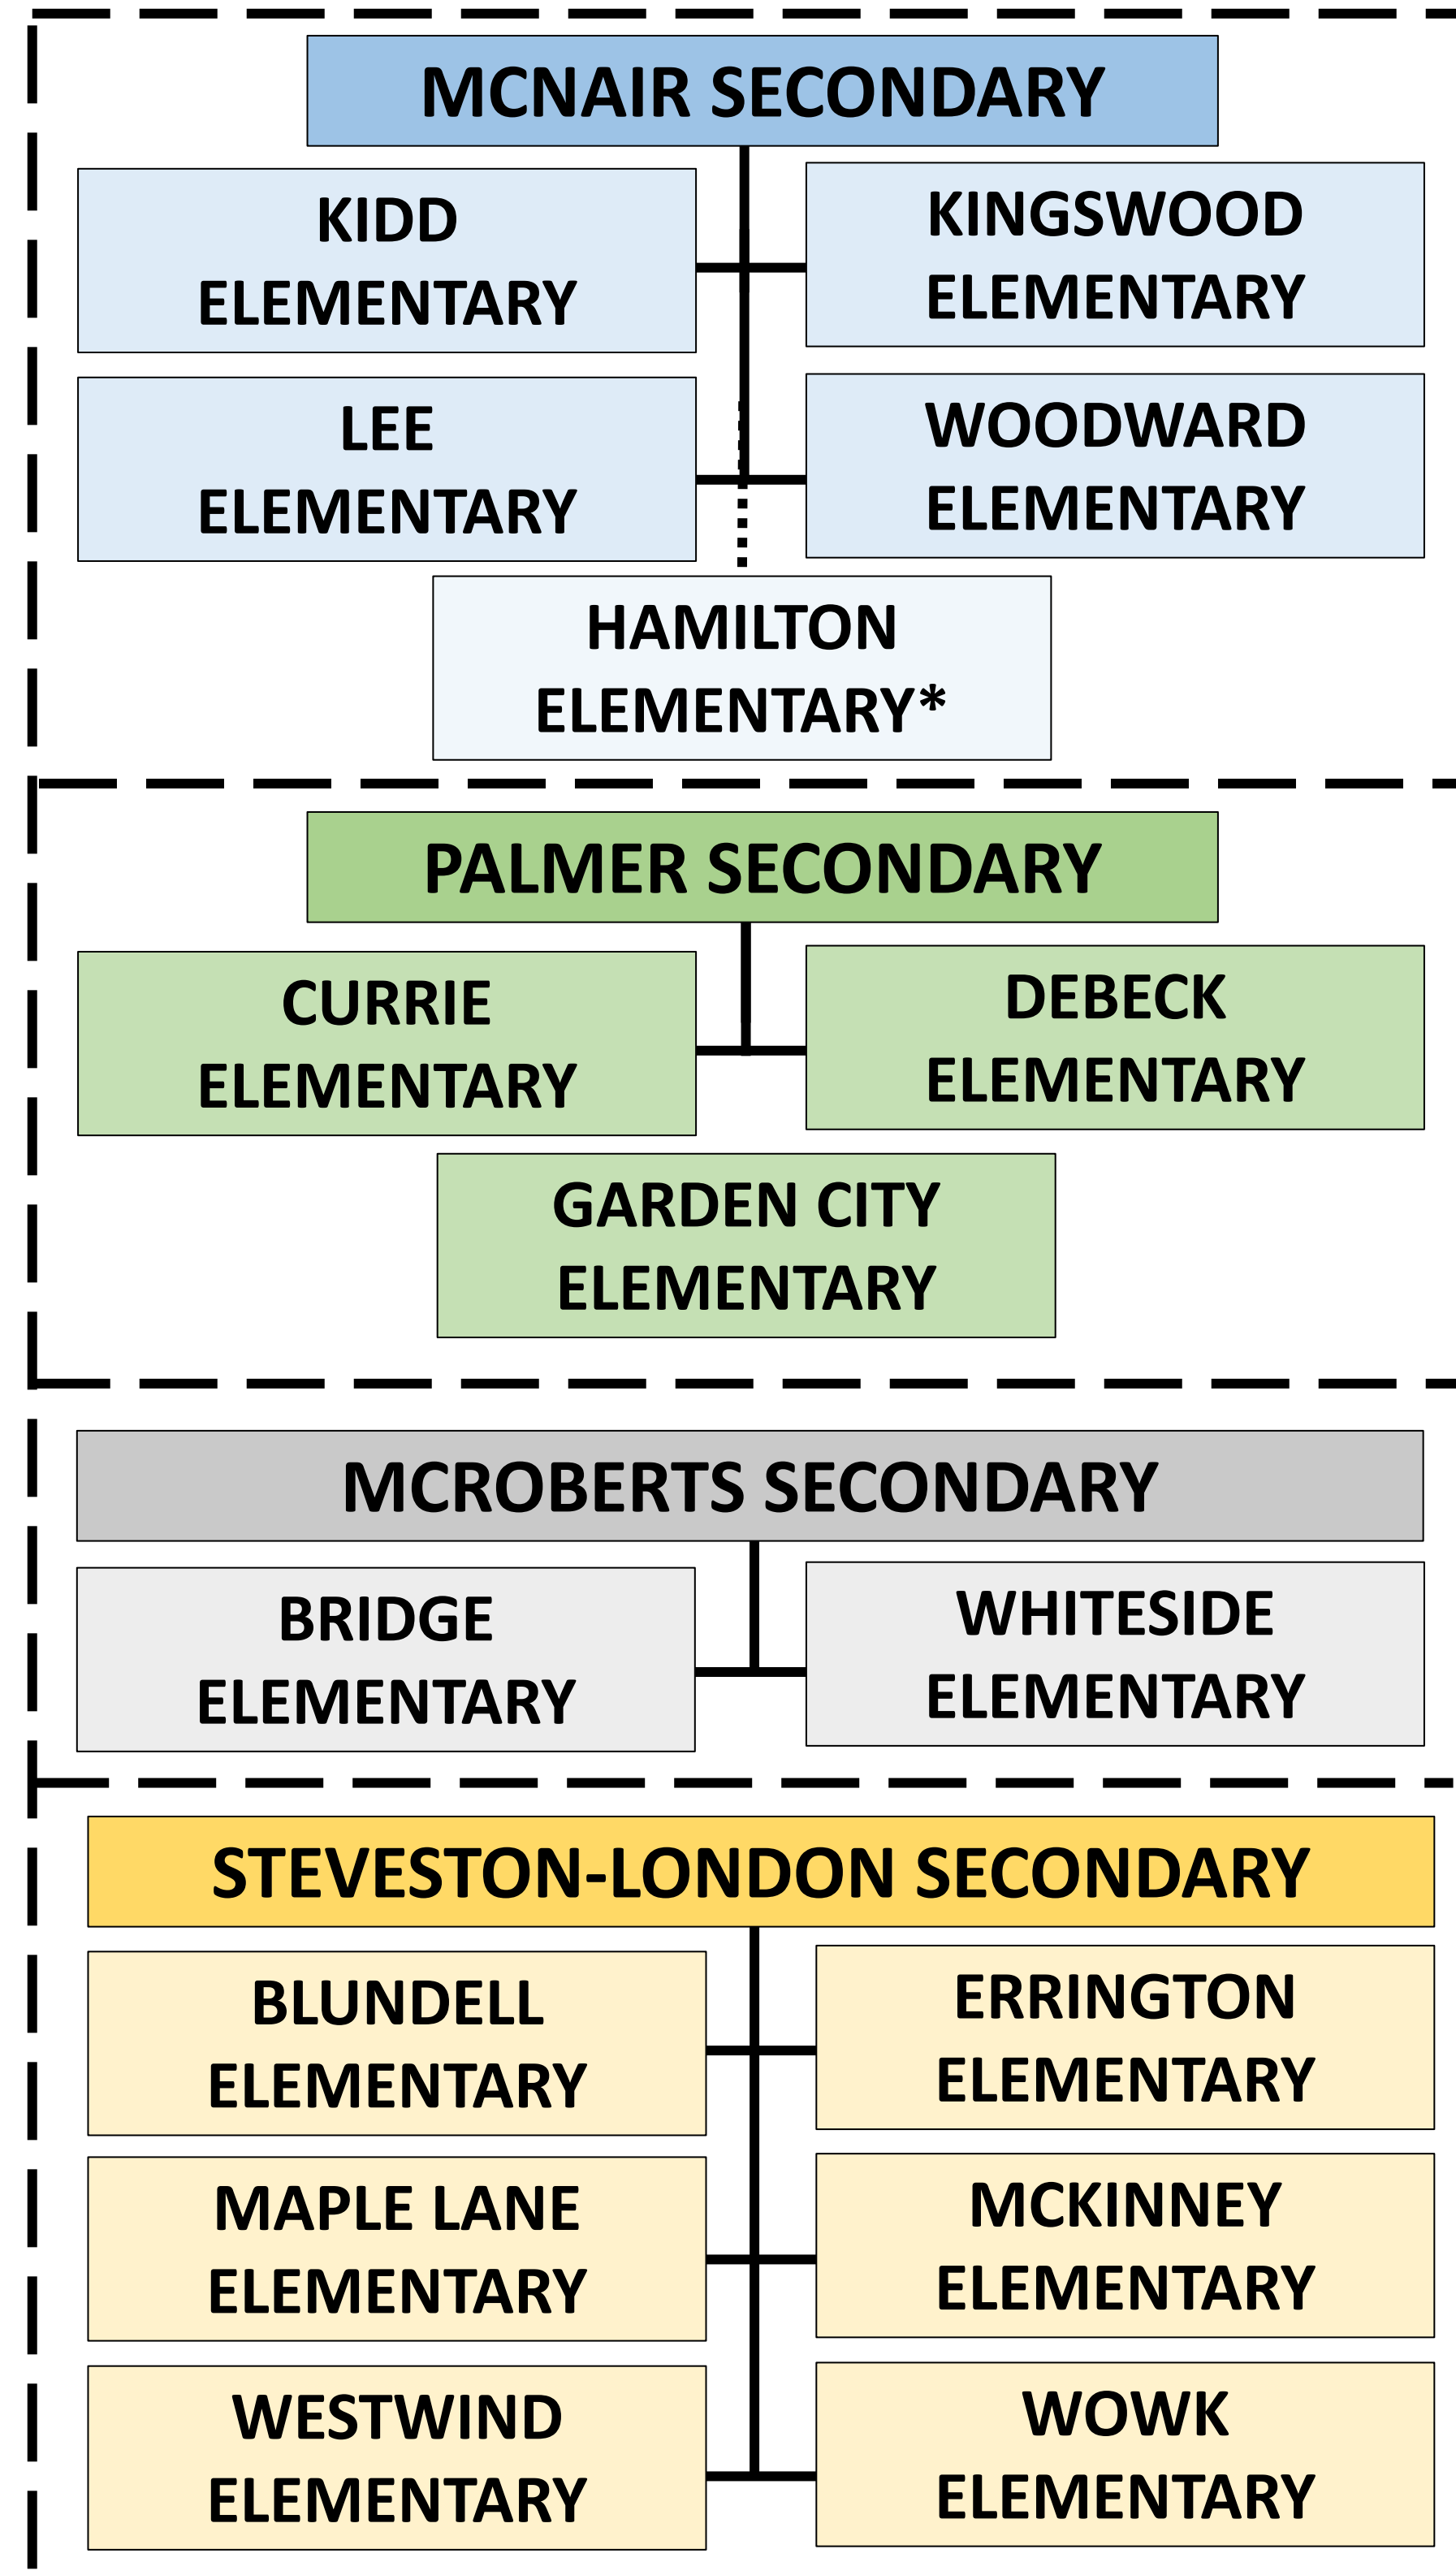 MCNAIR SECONDARY
KIDD
ELEMENTARY
KINGSWOOD
ELEMENTARY
LEE
ELEMENTARY
WOODWARD
ELEMENTARY
HAMILTON
ELEMENTARY*
PALMER SECONDARY
CURRIE
ELEMENTARY
DEBECK
ELEMENTARY
GARDEN CITY
ELEMENTARY
MCROBERTS SECONDARY
BRIDGE
ELEMENTARY
WHITESIDE
ELEMENTARY
STEVESTON-LONDON SECONDARY
BLUNDELL
ELEMENTARY
ERRINGTON
ELEMENTARY
MAPLE LANE
ELEMENTARY
MCKINNEY
ELEMENTARY
WESTWIND
ELEMENTARY
WOWK
ELEMENTARY